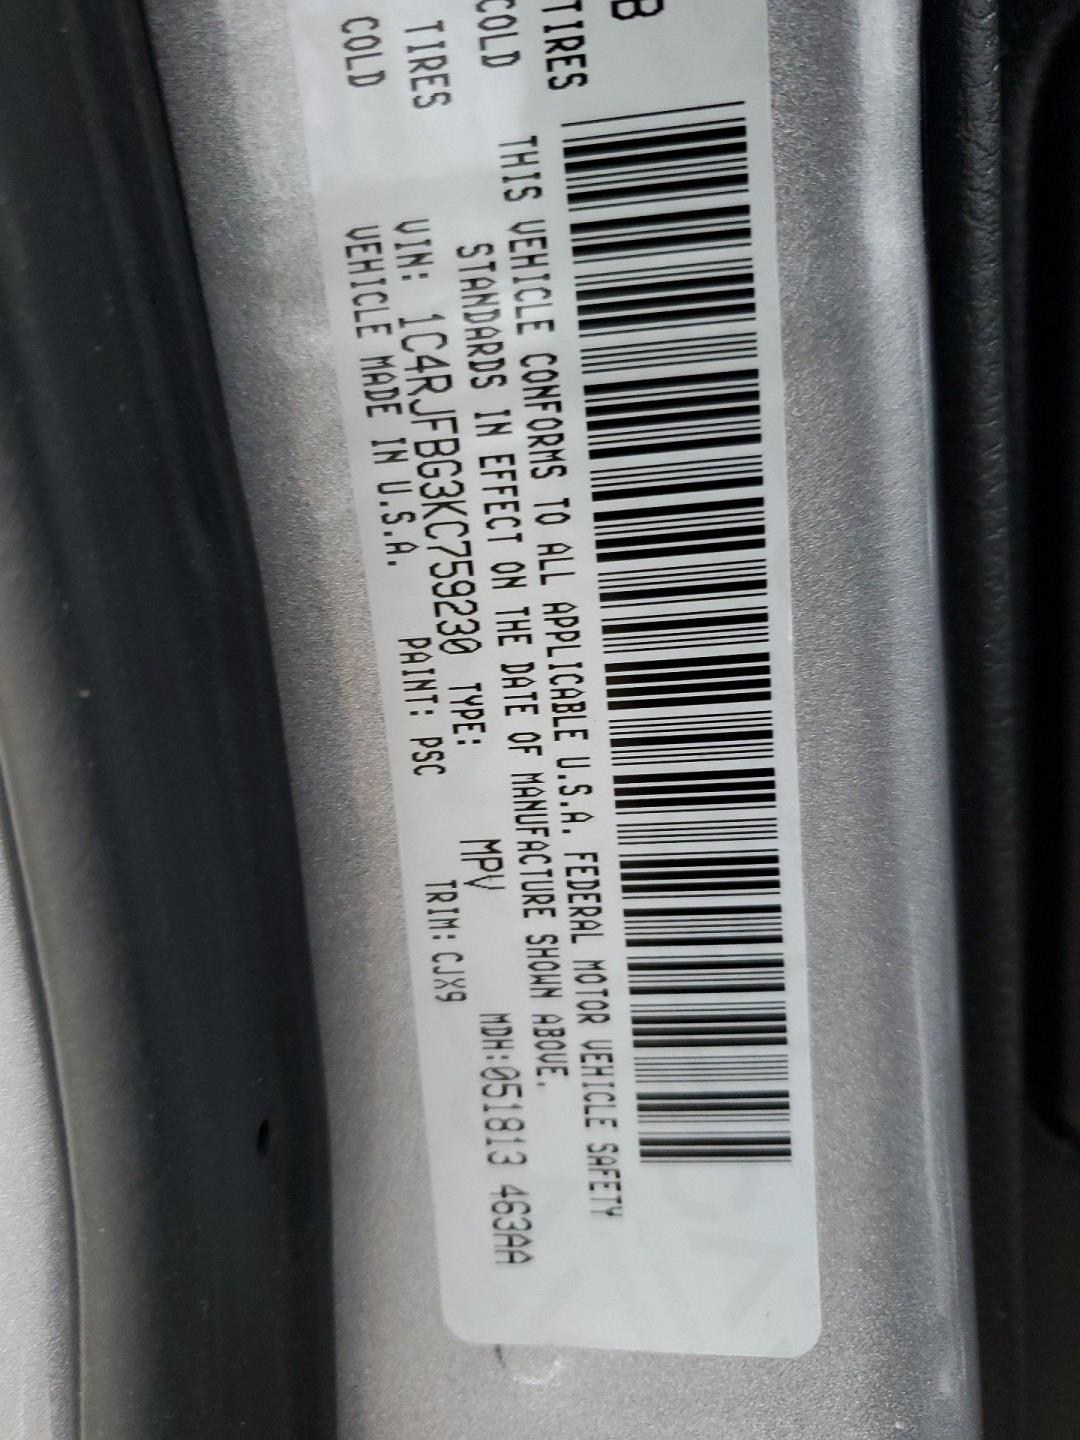 B
TIRES
COLD
TIRES
COLD
THIS VEHICLE CONFORMS TO ALL APPLICABLE U.S.A. FEDERAL MOTOR VEHICLE SAFETY
STANDARDS IN EFFECT ON THE DATE OF MANUFACTURE SHOWN ABOVE.
VIN: 1C4RJFBG3KC759230 TYPE: MPV MDH:051813 463AA
VEHICLE MADE IN U.S.A. PAINT: PSC TRIM: CJX9